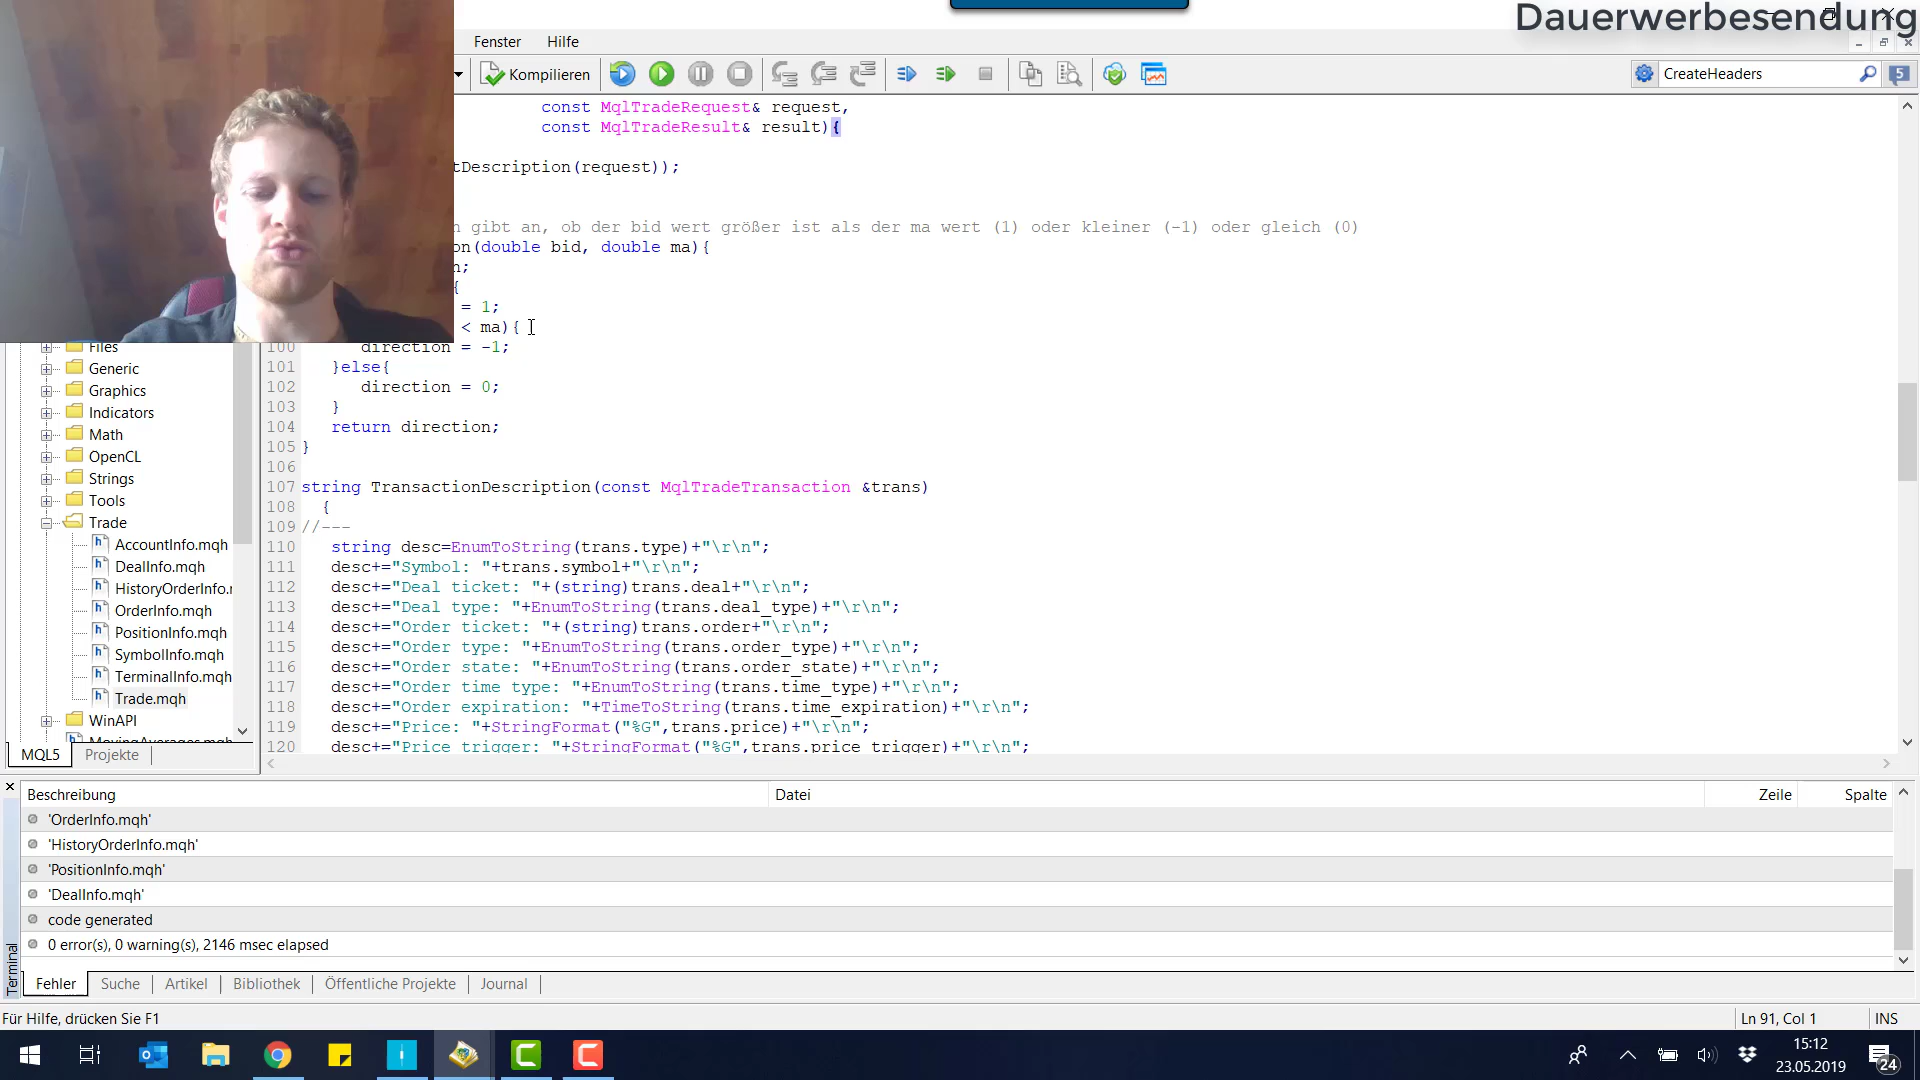 Dauerwerbesendung
Fenster Hilfe
Kompilieren
CreateHeaders
5
const MqlTradeRequest& request,
const MqlTradeResult& result){
tDescription(request));
n gibt an, ob der bid wert größer ist als der ma wert (1) oder kleiner (-1) oder gleich (0)
on(double bid, double ma){
n;
{
= 1;
< ma){
100 direction = -1;
101 }else{
102 direction = 0;
103 }
104 return direction;
105 }
106
107 string TransactionDescription(const MqlTradeTransaction &trans)
108 {
109 //---
110 string desc=EnumToString(trans.type)+"\r\n";
111 desc+="Symbol: "+trans.symbol+"\r\n";
112 desc+="Deal ticket: "+(string)trans.deal+"\r\n";
113 desc+="Deal type: "+EnumToString(trans.deal_type)+"\r\n";
114 desc+="Order ticket: "+(string)trans.order+"\r\n";
115 desc+="Order type: "+EnumToString(trans.order_type)+"\r\n";
116 desc+="Order state: "+EnumToString(trans.order_state)+"\r\n";
117 desc+="Order time type: "+EnumToString(trans.time_type)+"\r\n";
118 desc+="Order expiration: "+TimeToString(trans.time_expiration)+"\r\n";
119 desc+="Price: "+StringFormat("%G",trans.price)+"\r\n";
120 desc+="Price trigger: "+StringFormat("%G",trans.price_trigger)+"\r\n";
Files
Generic
Graphics
Indicators
Math
OpenCL
Strings
Tools
Trade
AccountInfo.mqh
DealInfo.mqh
HistoryOrderInfo.
OrderInfo.mqh
PositionInfo.mqh
SymbolInfo.mqh
TerminalInfo.mqh
Trade.mqh
WinAPI
MovingAverages.mqh
MQL5 Projekte
Beschreibung Datei Zeile Spalte
'OrderInfo.mqh'
'HistoryOrderInfo.mqh'
'PositionInfo.mqh'
'DealInfo.mqh'
code generated
0 error(s), 0 warning(s), 2146 msec elapsed
Terminal
Fehler Suche Artikel Bibliothek Öffentliche Projekte Journal
Für Hilfe, drücken Sie F1 Ln 91, Col 1 INS
15:12
23.05.2019
24